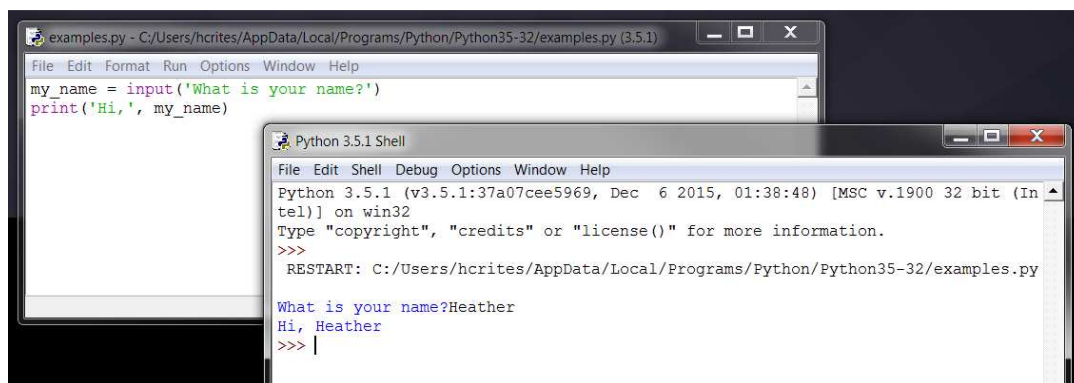 examples.py - C:/Users/hcrites/AppData/Local/Programs/Python/Python35-32/examples.py (3.5.1)
File Edit Format Run Options Window Help
my_name = input('What is your name?')
print('Hi,', my_name)
Python 3.5.1 Shell
File Edit Shell Debug Options Window Help
Python 3.5.1 (v3.5.1:37a07cee5969, Dec  6 2015, 01:38:48) [MSC v.1900 32 bit (In
tel)] on win32
Type "copyright", "credits" or "license()" for more information.
>>>
RESTART: C:/Users/hcrites/AppData/Local/Programs/Python/Python35-32/examples.py
What is your name?Heather
Hi, Heather
>>>